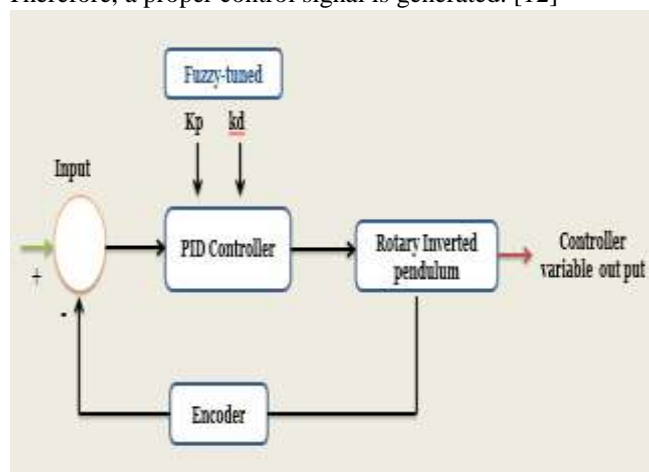 Therefore, a proper control signal is generated. [12]
Fuzzy-tuned
Kp kd
Input
PID Controller
Rotary Inverted
pendulum
Controller
variable out put
+
-
Encoder